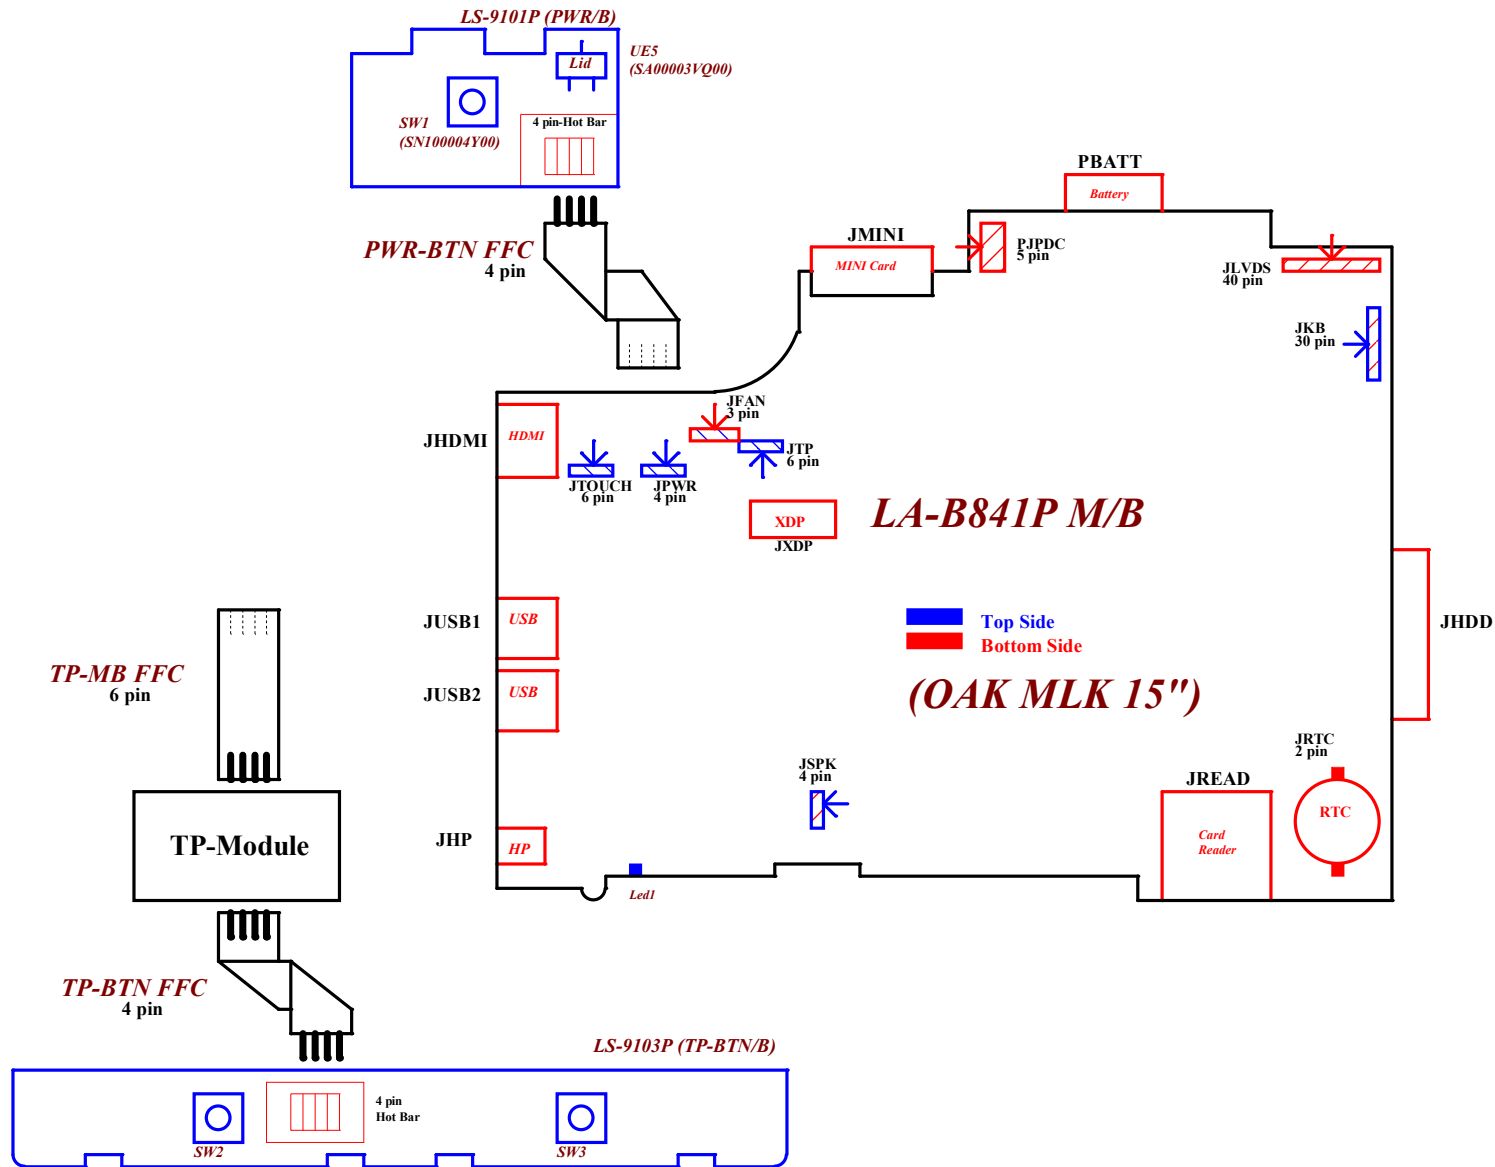 LS-9101P (PWR/B)
Lid
UE5
(SA00003VQ00)
SW1
(SN100004Y00)
4 pin-Hot Bar
PWR-BTN FFC
4 pin
PBATT
Battery
JMINI
MINI Card
PJPDC
5 pin
JLVDS
40 pin
JKB
30 pin
JFAN
3 pin
JHDMI
HDMI
JTP
6 pin
JTOUCH
6 pin
JPWR
4 pin
XDP
JXDP
LA-B841P M/B
JUSB1
USB
Top Side
Bottom Side
JHDD
TP-MB FFC
6 pin
JUSB2
USB
(OAK MLK 15")
JRTC
2 pin
JSPK
4 pin
JREAD
RTC
Card
Reader
JHP
HP
TP-Module
Led1
TP-BTN FFC
4 pin
LS-9103P (TP-BTN/B)
4 pin
Hot Bar
SW2
SW3